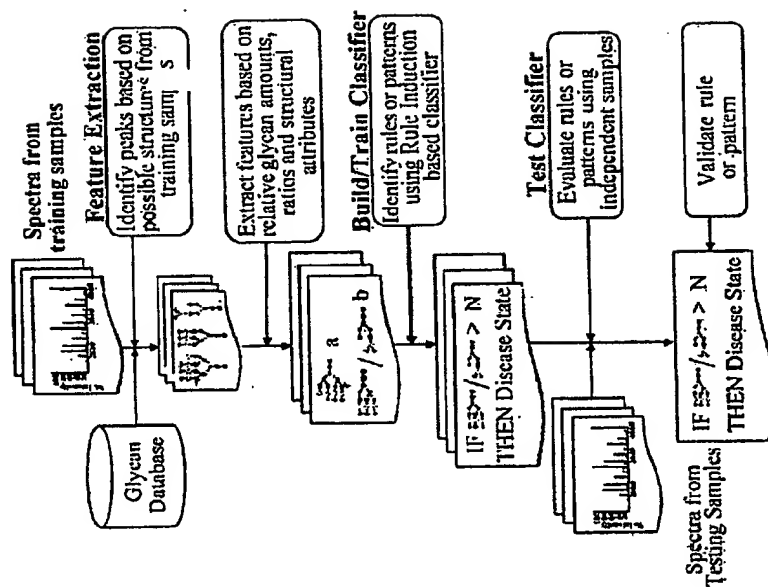 Spectra from
training samples
Feature Extraction
Identify peaks based on
possible structures from
training sam s
Glycan
Database
Extract features based on
relative glycan amounts,
ratios and structural
attributes
a
/ b
Build/Train Classifier
Identify rules or patterns
using Rule Induction
based classifier
IF / > N
THEN Disease State
Test Classifier
Evaluate rules or
patterns using
independent samples
Spectra from
Testing Samples
Validate rule
or pattern
IF / > N
THEN Disease State